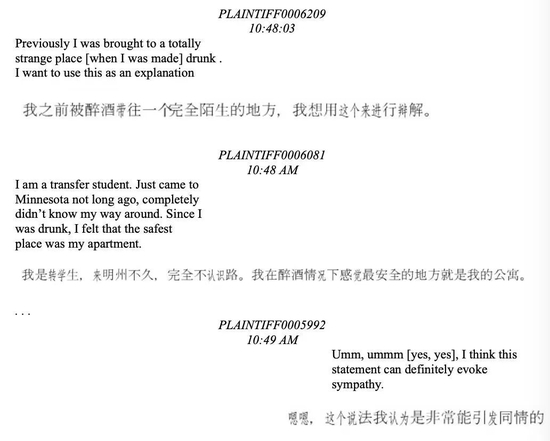 PLAINTIFF0006209
10:48:03
Previously I was brought to a totally
strange place [when I was made] drunk .
I want to use this as an explanation
我之前被醉酒带往一个完全陌生的地方，我想用这个来进行辩解。
PLAINTIFF0006081
10:48 AM
I am a transfer student. Just came to
Minnesota not long ago, completely
didn’t know my way around. Since I
was drunk, I felt that the safest
place was my apartment.
我是转学生，来明州不久，完全不认识路。我在醉酒情况下感觉最安全的地方就是我的公寓。
. . .
PLAINTIFF0005992
10:49 AM
Umm, ummm [yes, yes], I think this
statement can definitely evoke
sympathy.
嗯嗯，这个说法我认为是非常能引发同情的